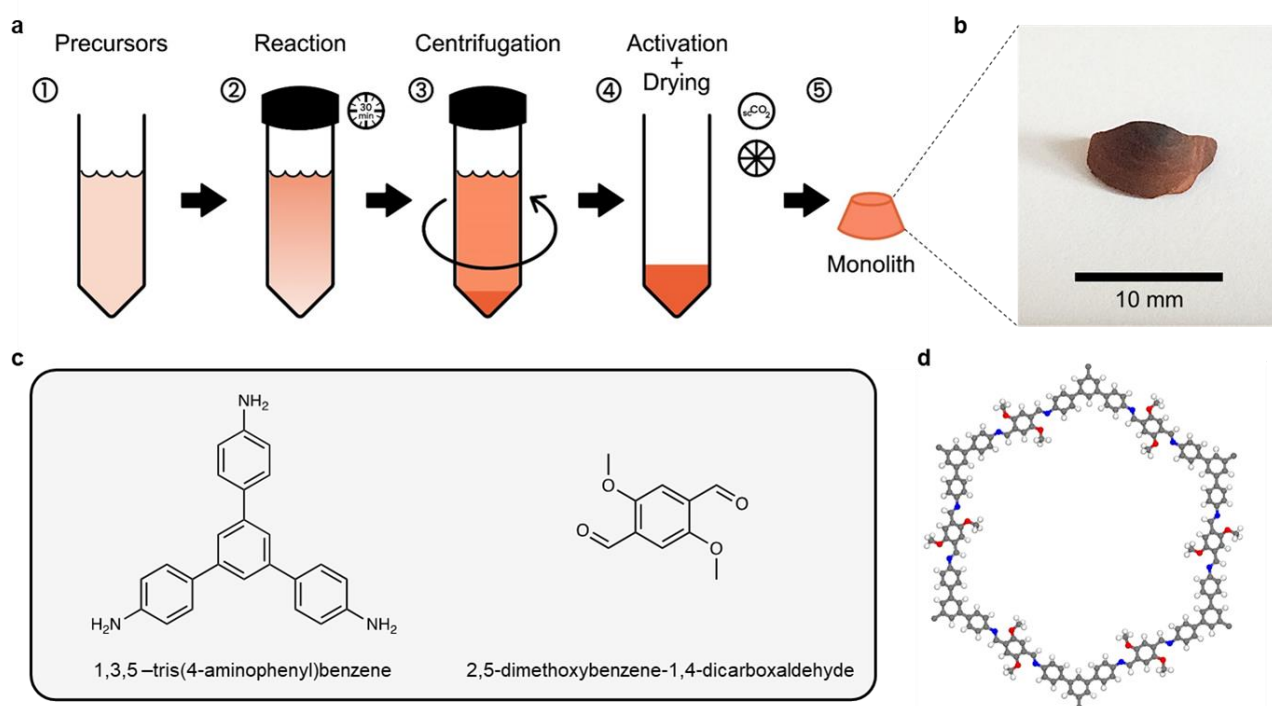 a
Precursors
Reaction
Centrifugation
Activation
+
Drying
b
①
②
30
min
③
④
scCO₂
⑤
Monolith
10 mm
c
d
NH₂
H₂N
NH₂
O
O
O
O
1,3,5–tris(4-aminophenyl)benzene
2,5-dimethoxybenzene-1,4-dicarboxaldehyde